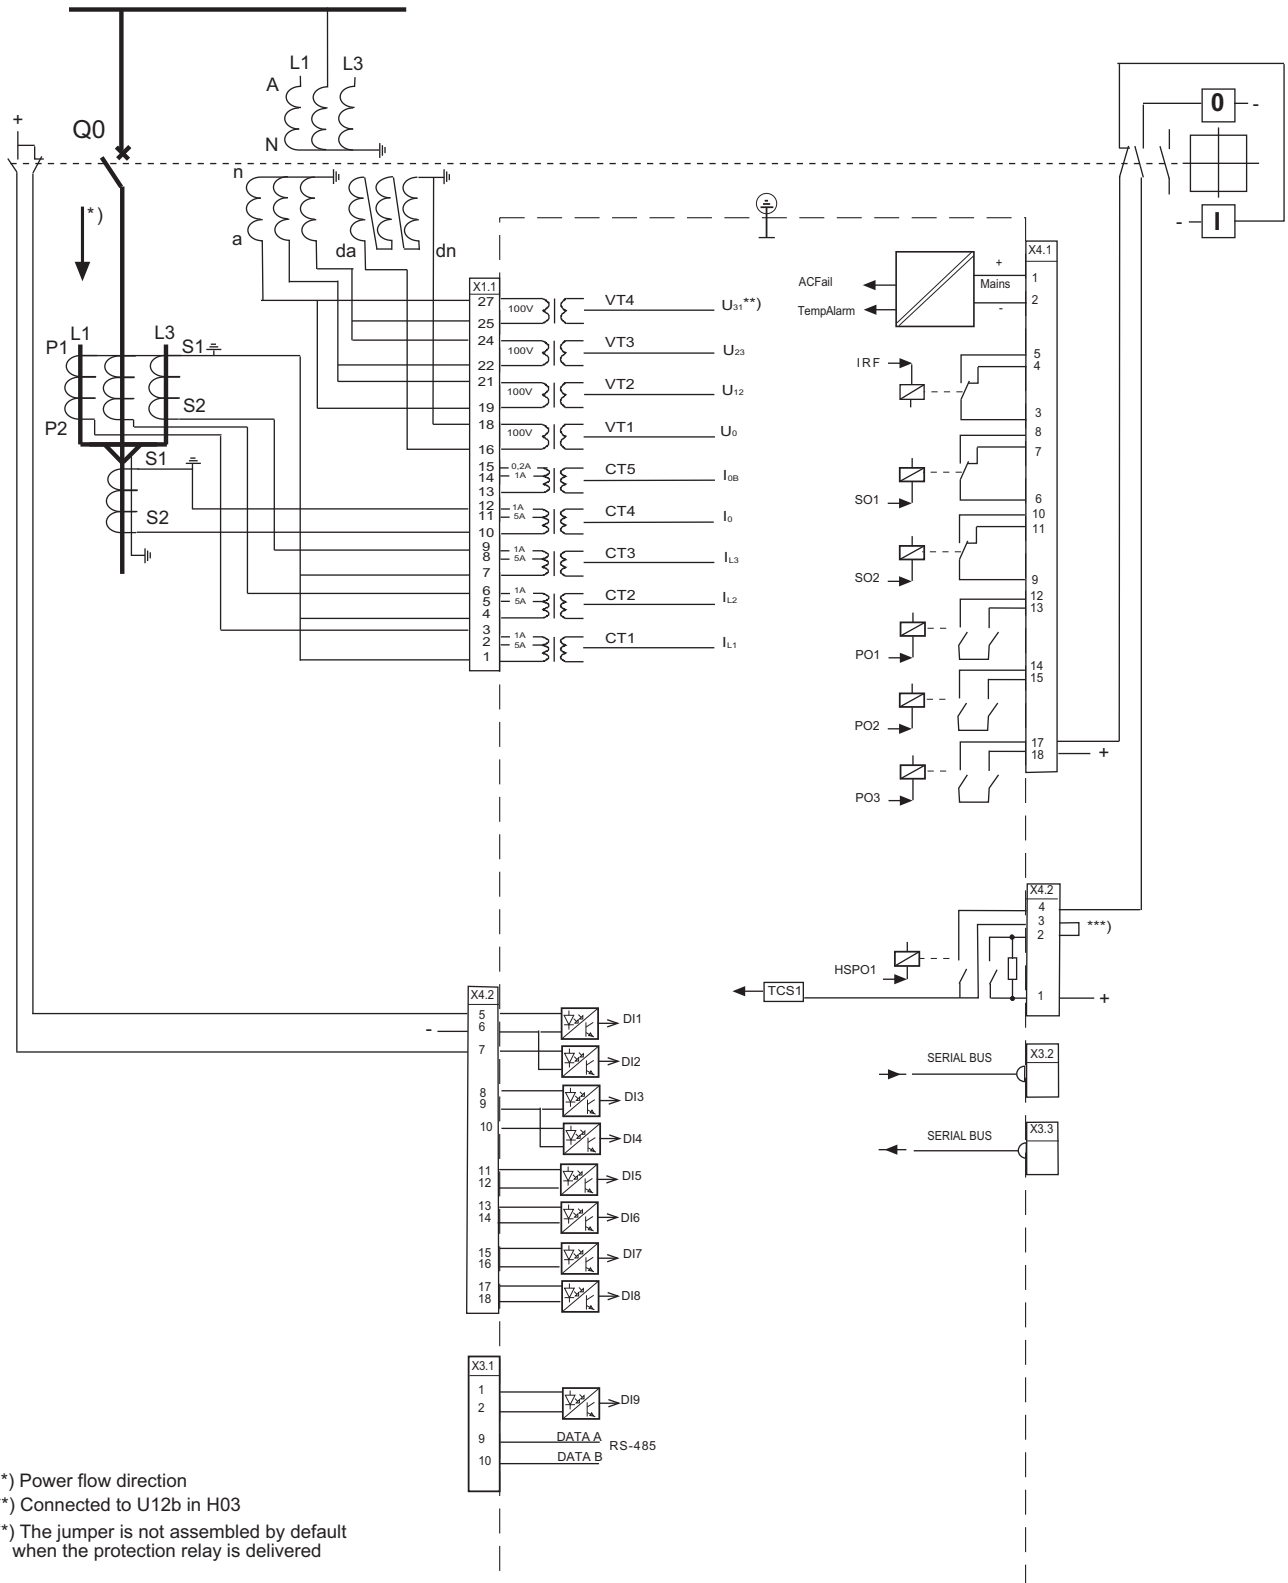 L1 L3
A
N
+
Q0
*)
n
a
da
dn
0 -
- I
X1.1
27 100V VT4 U31**)
25
24 100V VT3 U23
22
21 100V VT2 U12
19
18 100V VT1 U0
16
15 0,2A CT5 I0B
14 1A
13
12 1A CT4 I0
11 5A
10
9 1A CT3 IL3
8 5A
7
6 1A CT2 IL2
5 5A
4
3 1A CT1 IL1
2 5A
1
P1 L1 L3 S1
S2
P2
S1
S2
X4.1
ACFail + 1
Mains
TempAlarm - 2
IRF 5
4
3
8
7
SO1 6
10
11
SO2 9
12
13
PO1
14
15
PO2
17
18 +
PO3
X4.2
4
3 ***)
2
HSPO1
TCS1 1 +
X4.2
5 DI1
- 6
7 DI2
8 DI3
9
10 DI4
11 DI5
12
13 DI6
14
15 DI7
16
17 DI8
18
SERIAL BUS X3.2
SERIAL BUS X3.3
X3.1
1 DI9
2
9 DATA A RS-485
10 DATA B
*) Power flow direction
*) Connected to U12b in H03
*) The jumper is not assembled by default
when the protection relay is delivered